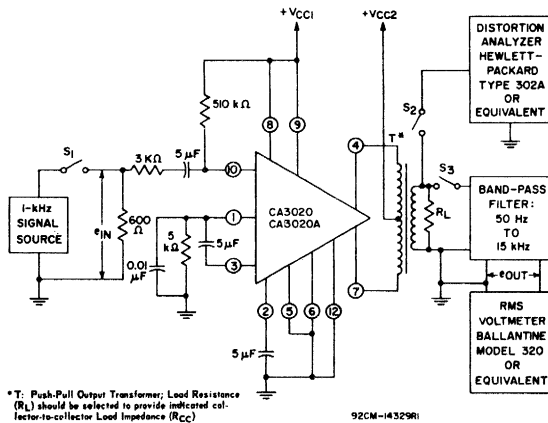 +VCC1
+VCC2
DISTORTION
ANALYZER
HEWLETT-
PACKARD
TYPE 302A
OR
EQUIVALENT
510 kΩ
8
9
S2
T*
4
S1
3 KΩ
5 μF
10
S3
1-kHz
SIGNAL
SOURCE
eIN
600
Ω
1
CA3020
CA3020A
RL
BAND-PASS
FILTER:
50 Hz
TO
15 kHz
5
kΩ
5 μF
0.01
μF
3
2
5
6
12
7
eOUT
5 μF
RMS
VOLTMETER
BALLANTINE
MODEL 320
OR
EQUIVALENT
* T: Push-Pull Output Transformer; Load Resistance
(RL) should be selected to provide indicated col-
lector-to-collector Load Impedance (RCC)
92CM-14329RI